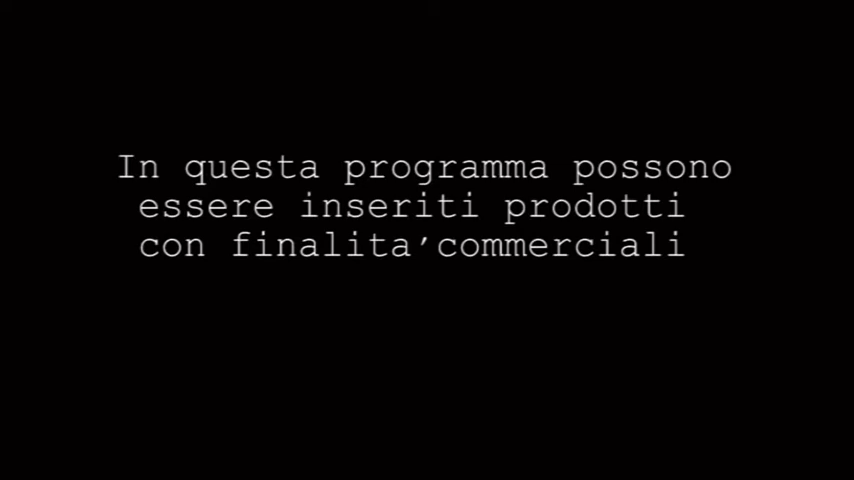 In questa programma possono
essere inseriti prodotti
con finalita'commerciali